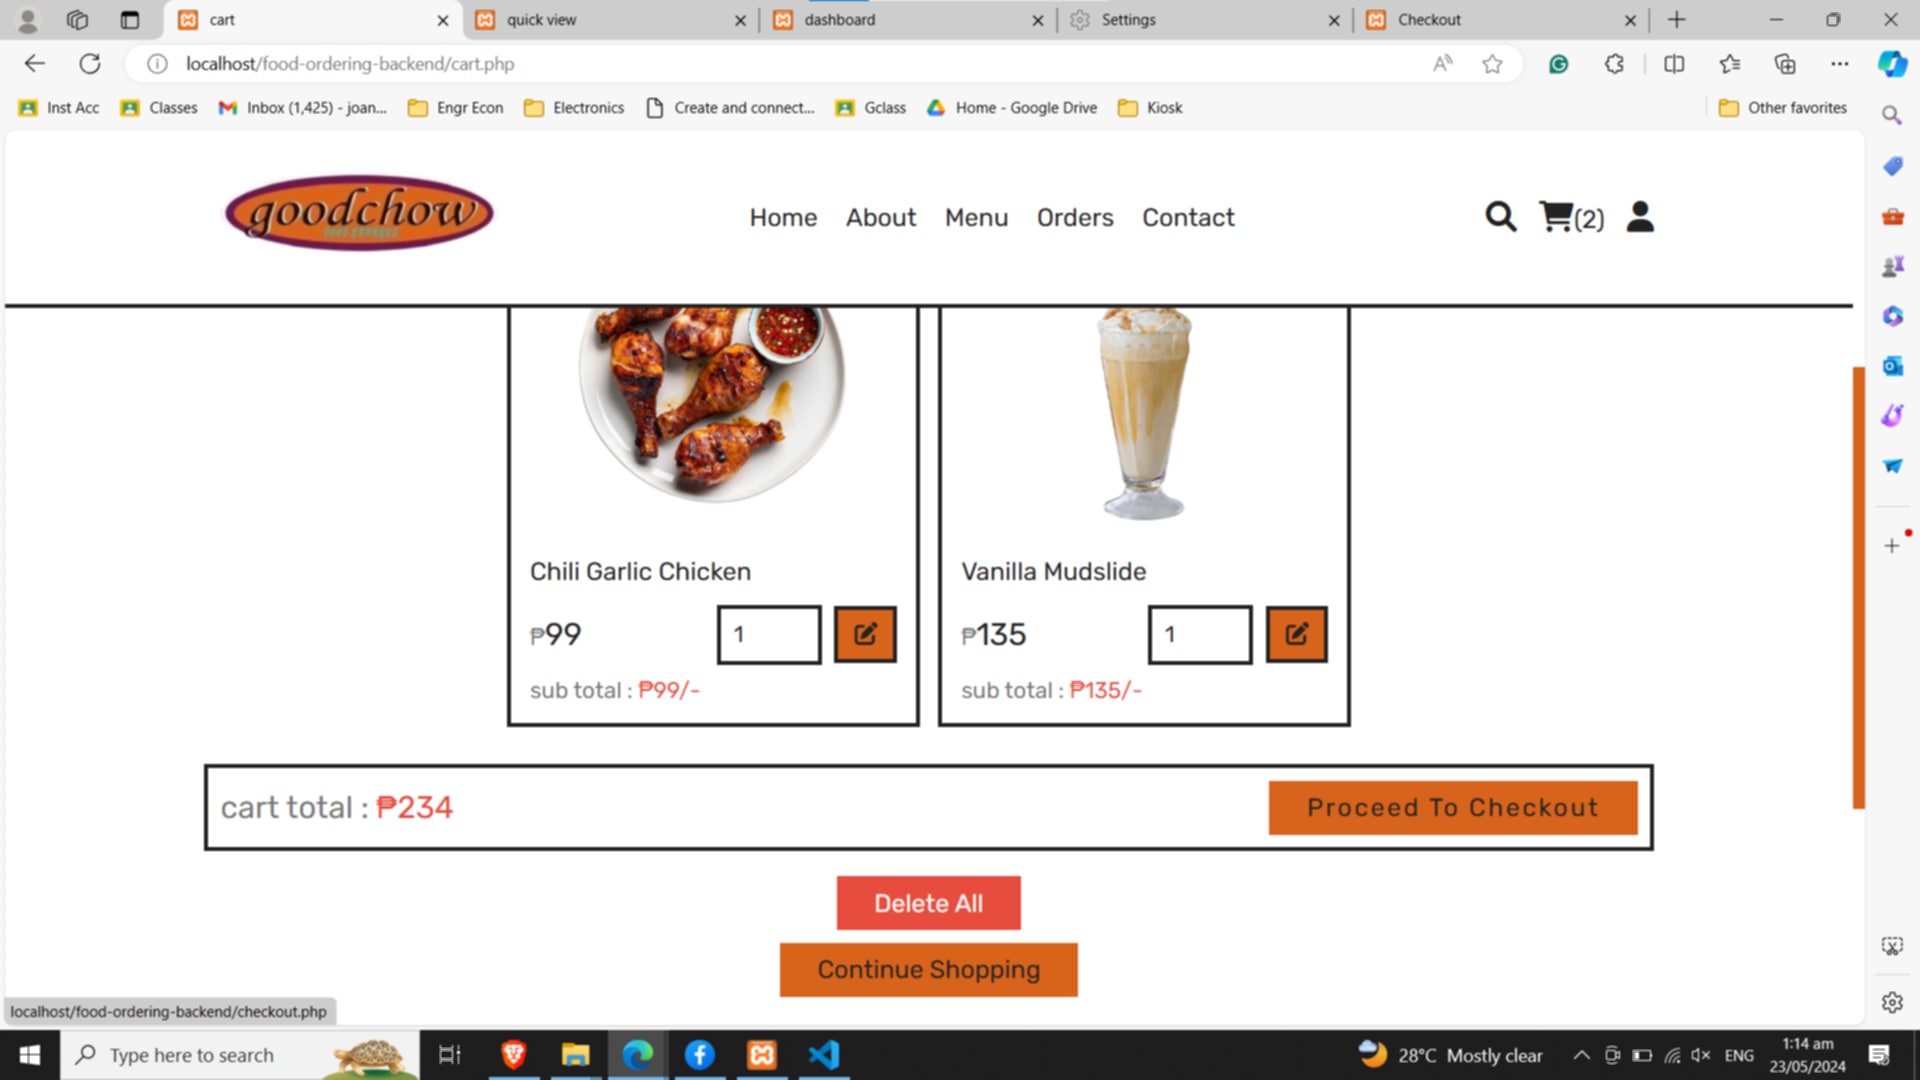 cart
quick view
dashboard
Settings
Checkout
localhost/food-ordering-backend/cart.php
Inst Acc
Classes
Inbox (1,425) - joan...
Engr Econ
Electronics
Create and connect...
Gclass
Home - Google Drive
Kiosk
Other favorites
goodchow
Home
About
Menu
Orders
Contact
(2)
Chili Garlic Chicken
₱99
1
sub total : ₱99/-
Vanilla Mudslide
₱135
1
sub total : ₱135/-
cart total : ₱234
Proceed To Checkout
Delete All
Continue Shopping
localhost/food-ordering-backend/checkout.php
Type here to search
28°C Mostly clear
ENG
1:14 am
23/05/2024